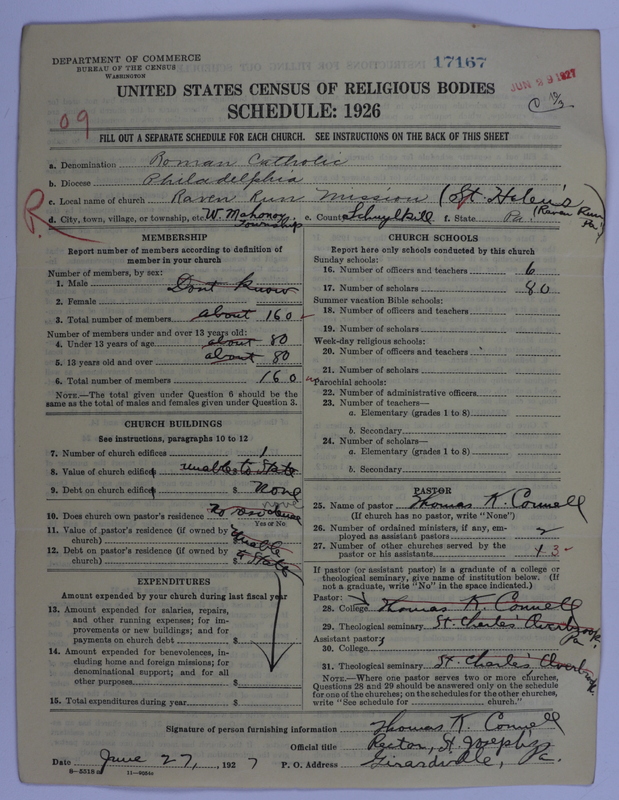 DEPARTMENT OF COMMERCE
BUREAU OF THE CENSUS
WASHINGTON
17167
JUN 29 1927
UNITED STATES CENSUS OF RELIGIOUS BODIES
SCHEDULE: 1926
09
FILL OUT A SEPARATE SCHEDULE FOR EACH CHURCH. SEE INSTRUCTIONS ON THE BACK OF THIS SHEET
a. Denomination Roman Catholic
b. Diocese Philadelphia
c. Local name of church Raven Run Mission (St. Helen's
(Raven Run Pa.)
R.
d. City, town, village, or township, etc. W. Mahonoy Township e. County Schuylkill f. State Pa.
MEMBERSHIP
Report number of members according to definition of
member in your church
Number of members, by sex:
1. Male
Dont know
2. Female
3. Total number of members about 160
Number of members under and over 13 years old:
4. Under 13 years of age about 80
5. 13 years old and over about 80
6. Total number of members 160
NOTE.—The total given under Question 6 should be the
same as the total of males and females given under Question 3.
CHURCH BUILDINGS
See instructions, paragraphs 10 to 12
7. Number of church edifices 1
8. Value of church edifice unable to State
9. Debt on church edifice $ None
10. Does church own pastor's residence No residence
none
Yes or No
11. Value of pastor's residence (if owned by
church) $ Unable
12. Debt on pastor's residence (if owned by
church) $ to State
EXPENDITURES
Amount expended by your church during last fiscal year
13. Amount expended for salaries, repairs,
and other running expenses; for im-
provements or new buildings; and for
payments on church debt $
14. Amount expended for benevolences, in-
cluding home and foreign missions; for
denominational support; and for all
other purposes $
15. Total expenditures during year $
CHURCH SCHOOLS
Report here only schools conducted by this church
Sunday schools:
16. Number of officers and teachers 6
17. Number of scholars 80
Summer vacation Bible schools:
18. Number of officers and teachers
19. Number of scholars
Week-day religious schools:
20. Number of officers and teachers
21. Number of scholars
Parochial schools:
22. Number of administrative officers
23. Number of teachers—
a. Elementary (grades 1 to 8)
b. Secondary
24. Number of scholars—
a. Elementary (grades 1 to 8)
b. Secondary
PASTOR
25. Name of pastor Thomas K. Connell
(If church has no pastor, write "None")
26. Number of ordained ministers, if any, em-
ployed as assistant pastors 2
27. Number of other churches served by the
pastor or his assistants 3
If pastor (or assistant pastor) is a graduate of a college or
theological seminary, give name of institution below. (If
not a graduate, write "No" in the space indicated.)
Pastor:
28. College Thomas K. Connell
29. Theological seminary St. Charles' Overbrook, Pa.
Assistant pastor:
30. College
31. Theological seminary St. Charles' Overbrook.
NOTE.—Where one pastor serves two or more churches,
Questions 28 and 29 should be answered only on the schedule
for one of the churches; on the schedules for the other churches,
write "See schedule for church."
Signature of person furnishing information Thomas K. Connell
Official title Rector, St. Joseph's
Date June 27, 1927 P. O. Address Girardville, Pa.
8—5518 a 11—9054c